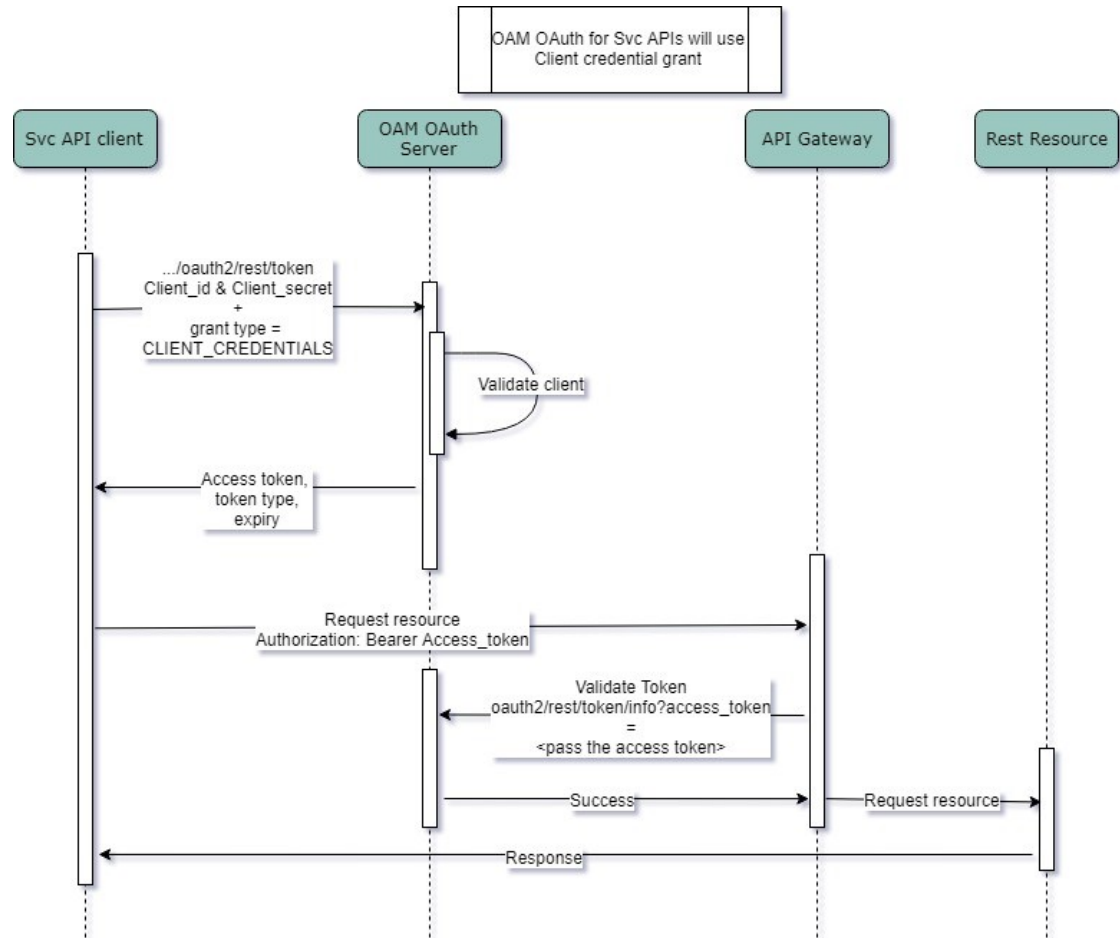 OAM OAuth for Svc APIs will use
Client credential grant
Svc API client
OAM OAuth
Server
API Gateway
Rest Resource
.../oauth2/rest/token
Client_id & Client_secret
+
grant type =
CLIENT_CREDENTIALS
Validate client
Access token,
token type,
expiry
Request resource
Authorization: Bearer Access_token
Validate Token
oauth2/rest/token/info?access_token
=
<pass the access token>
Success
Request resource
Response